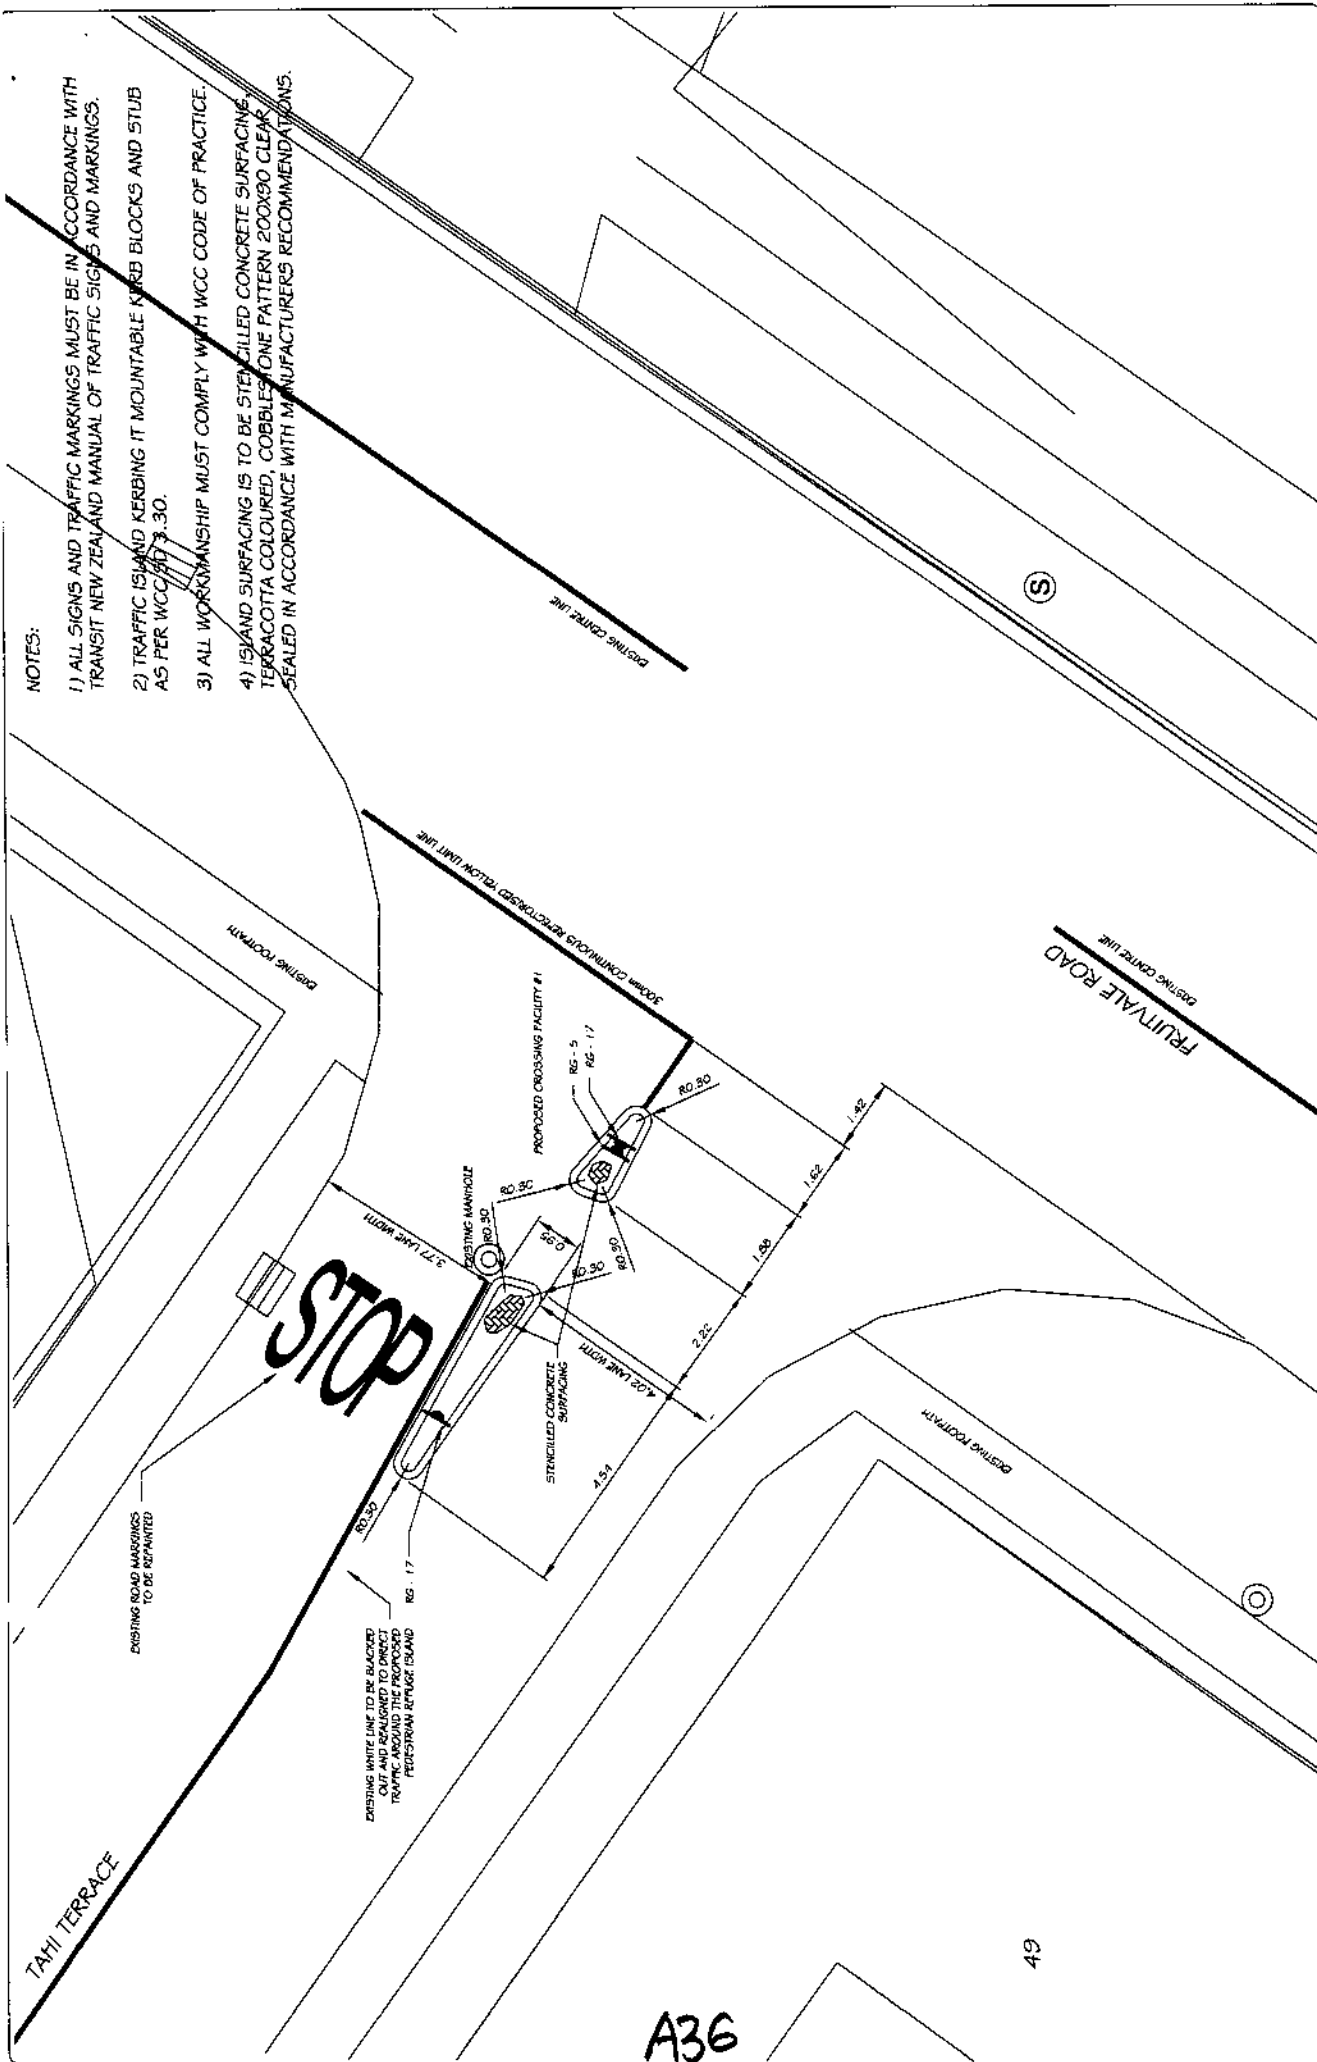 NOTES:
1) ALL SIGNS AND TRAFFIC MARKINGS MUST BE IN ACCORDANCE WITH
TRANSIT NEW ZEALAND MANUAL OF TRAFFIC SIGNS AND MARKINGS.
2) TRAFFIC ISLAND KERBING IT MOUNTABLE KERB BLOCKS AND STUB
AS PER WCC SD 3.30.
3) ALL WORKMANSHIP MUST COMPLY WITH WCC CODE OF PRACTICE.
4) ISLAND SURFACING IS TO BE STENCILLED CONCRETE SURFACING,
TERRACOTTA COLOURED, COBBLESTONE PATTERN 200X90 CLEAR
SEALED IN ACCORDANCE WITH MANUFACTURERS RECOMMENDATIONS.
EXISTING CENTRE LINE
S
300mm CONTINUOUS REFECTORISED YELLOW LIMIT LINE
EXISTING FOOTPATH
EXISTING CENTRE LINE
FRUITVALE ROAD
PROPOSED CROSSING FACILITY #1
RG - 5
RG - 17
R0.30
EXISTING MANHOLE
R0.30
R0.30
0.95
R0.30
R0.30
3.77 LANE WIDTH
STOP
1.42
1.62
1.88
2.22
4.54
4.02 LANE WIDTH
STENCILLED CONCRETE
SURFACING
EXISTING FOOTPATH
R0.30
RG - 17
EXISTING ROAD MARKINGS
TO BE REPAINTED
EXISTING WHITE LINE TO BE BLACKED
OUT AND REALIGNED TO DIRECT
TRAFFIC AROUND THE PROPOSED
PEDESTRIAN REFUGE ISLAND
TAHI TERRACE
49
A36